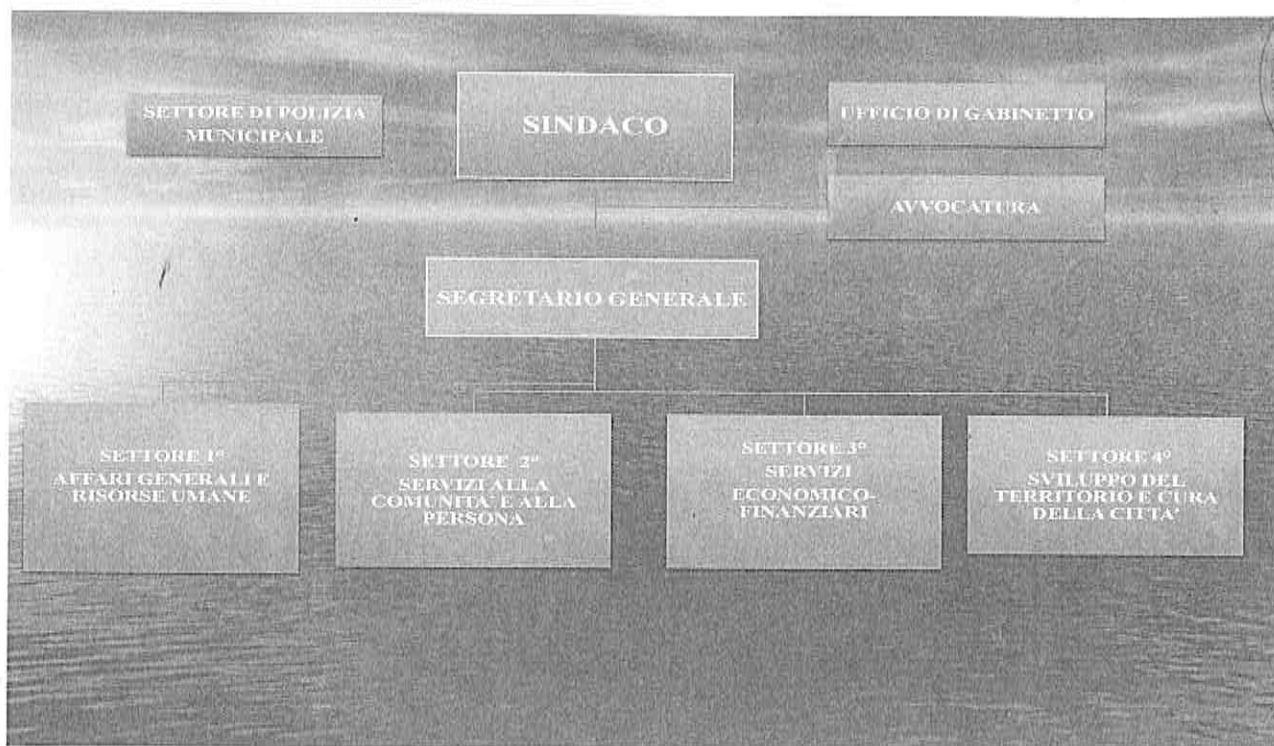 SETTORE DI POLIZIA
MUNICIPALE
SINDACO
UFFICIO DI GABINETTO
AVVOCATURA
SEGRETARIO GENERALE
SETTORE 1°
AFFARI GENERALI E
RISORSE UMANE
SETTORE 2°
SERVIZI ALLA
COMUNITA' E ALLA
PERSONA
SETTORE 3°
SERVIZI
ECONOMICO-
FINANZIARI
SETTORE 4°
SVILUPPO DEL
TERRITORIO E CURA
DELLA CITTA'